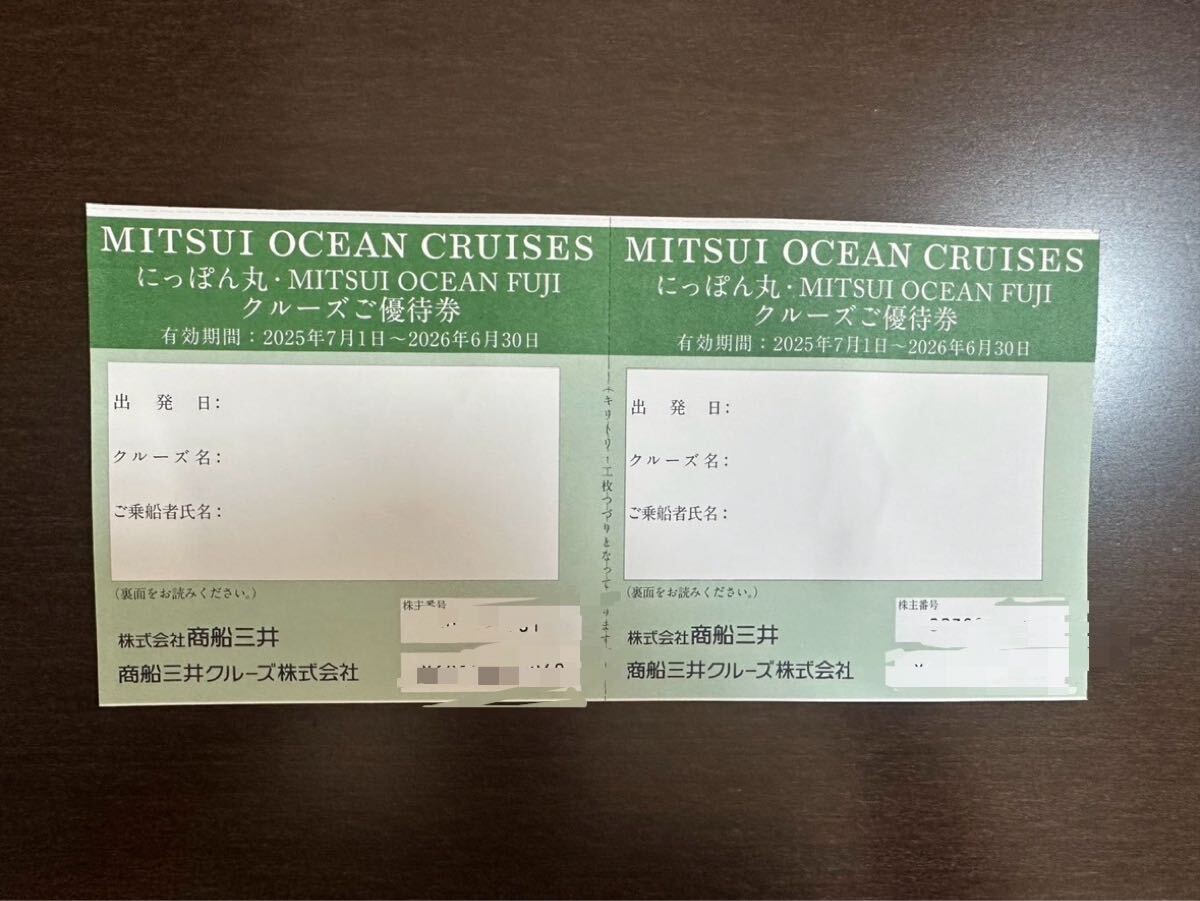 MITSUI OCEAN CRUISES
にっぽん丸・MITSUI OCEAN FUJI
クルーズご優待券
有効期間：2025年7月1日～2026年6月30日
出 発 日：
クルーズ名：
ご乗船者氏名：
(裏面をお読みください。)
株式会社商船三井
商船三井クルーズ株式会社
株主番号
MITSUI OCEAN CRUISES
にっぽん丸・MITSUI OCEAN FUJI
クルーズご優待券
有効期間：2025年7月1日～2026年6月30日
出 発 日：
クルーズ名：
ご乗船者氏名：
(裏面をお読みください。)
株式会社商船三井
商船三井クルーズ株式会社
株主番号